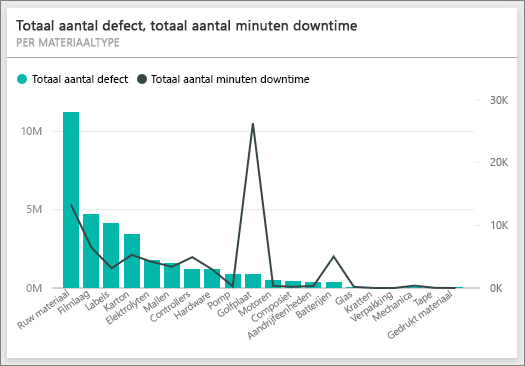 Totaal aantal defect, totaal aantal minuten downtime
PER MATERIAALTYPE
Totaal aantal defect Totaal aantal minuten downtime
30K
10M
20K
5M
10K
0M
0K
Ruw materiaal
Filmlaag
Labels
Karton
Elektrolyten
Mallen
Controllers
Hardware
Pomp
Golfplaat
Motoren
Composiet
Aandrijfeenheden
Batterijen
Glas
Kratten
Verpakking
Mechanica
Tape
Gedrukt materiaal